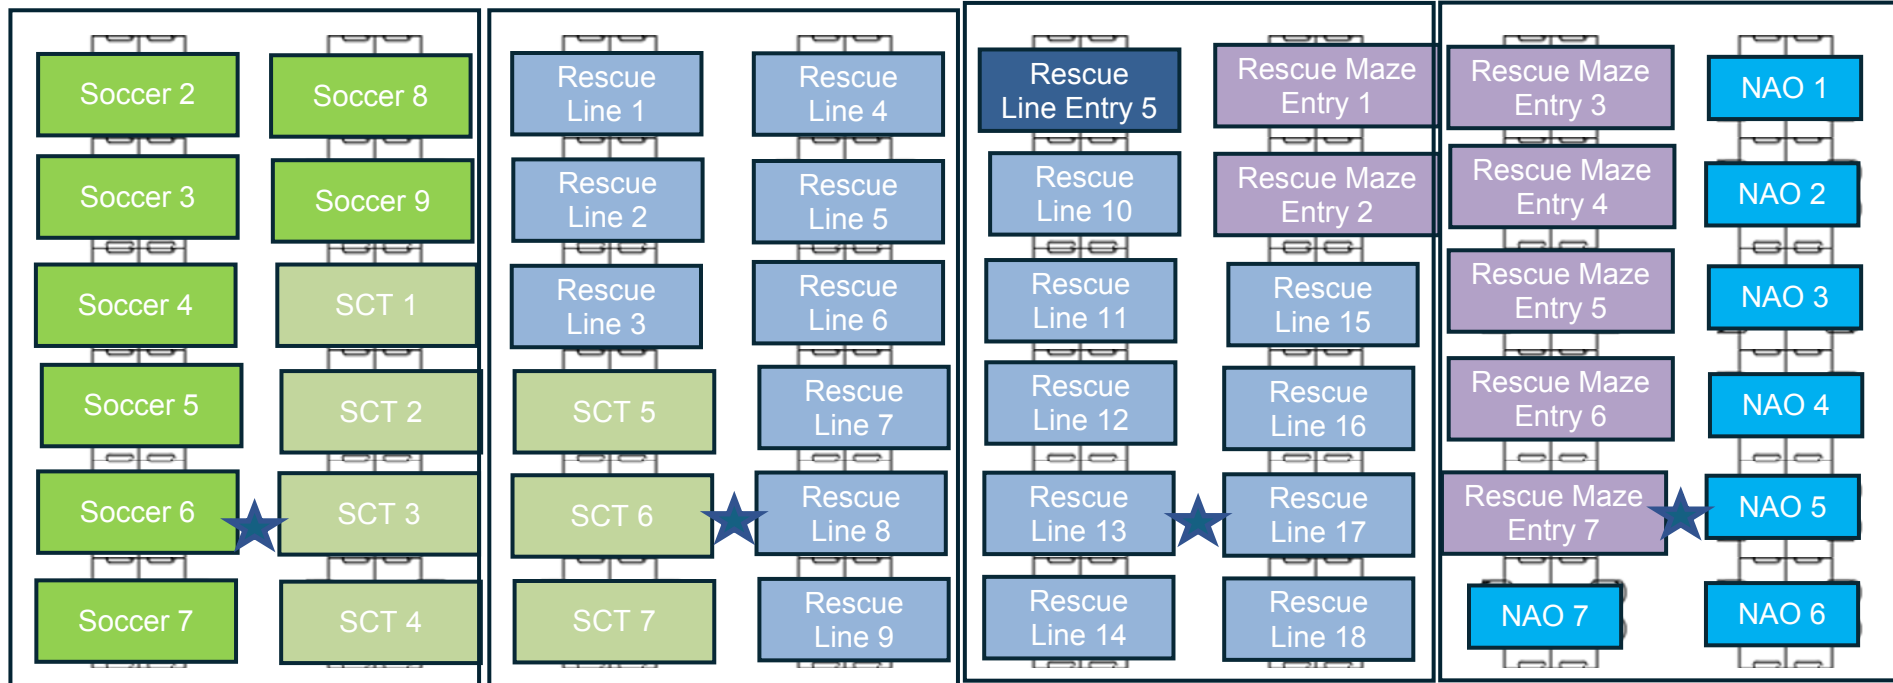 Soccer 2
Soccer 3
Soccer 4
Soccer 5
Soccer 6
Soccer 7
Soccer 8
Soccer 9
SCT 1
SCT 2
SCT 3
SCT 4
Rescue
Line 1
Rescue
Line 2
Rescue
Line 3
SCT 5
SCT 6
SCT 7
Rescue
Line 4
Rescue
Line 5
Rescue
Line 6
Rescue
Line 7
Rescue
Line 8
Rescue
Line 9
Rescue
Line Entry 5
Rescue
Line 10
Rescue
Line 11
Rescue
Line 12
Rescue
Line 13
Rescue
Line 14
Rescue Maze
Entry 1
Rescue Maze
Entry 2
Rescue
Line 15
Rescue
Line 16
Rescue
Line 17
Rescue
Line 18
Rescue Maze
Entry 3
Rescue Maze
Entry 4
Rescue Maze
Entry 5
Rescue Maze
Entry 6
Rescue Maze
Entry 7
NAO 7
NAO 1
NAO 2
NAO 3
NAO 4
NAO 5
NAO 6